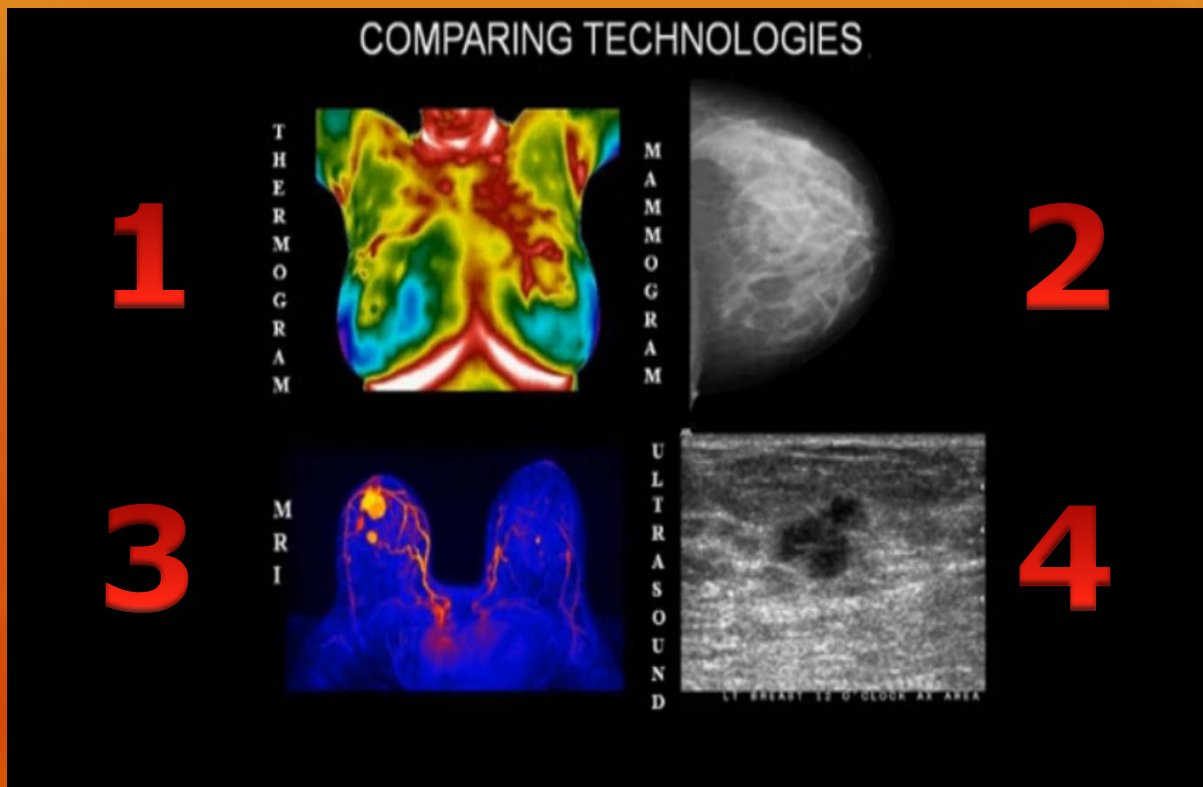 COMPARING TECHNOLOGIES
1
THERMOGRAM
MAMMOGRAM
2
3
MRI
ULTRASOUND
4
LT BREAST 12 O'CLOCK AX AREA